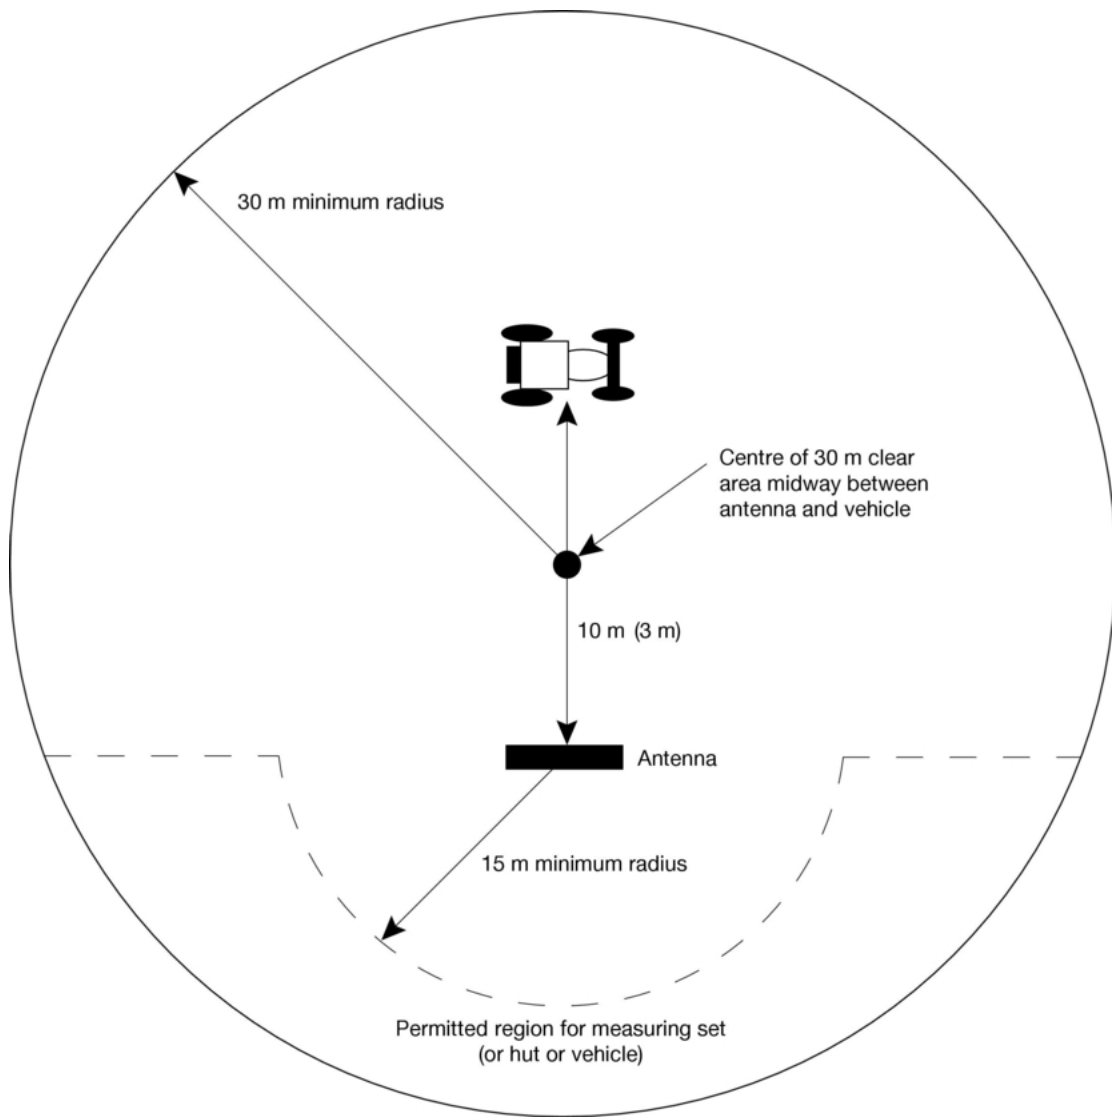 30 m minimum radius
Centre of 30 m clear
area midway between
antenna and vehicle
10 m (3 m)
Antenna
15 m minimum radius
Permitted region for measuring set
(or hut or vehicle)